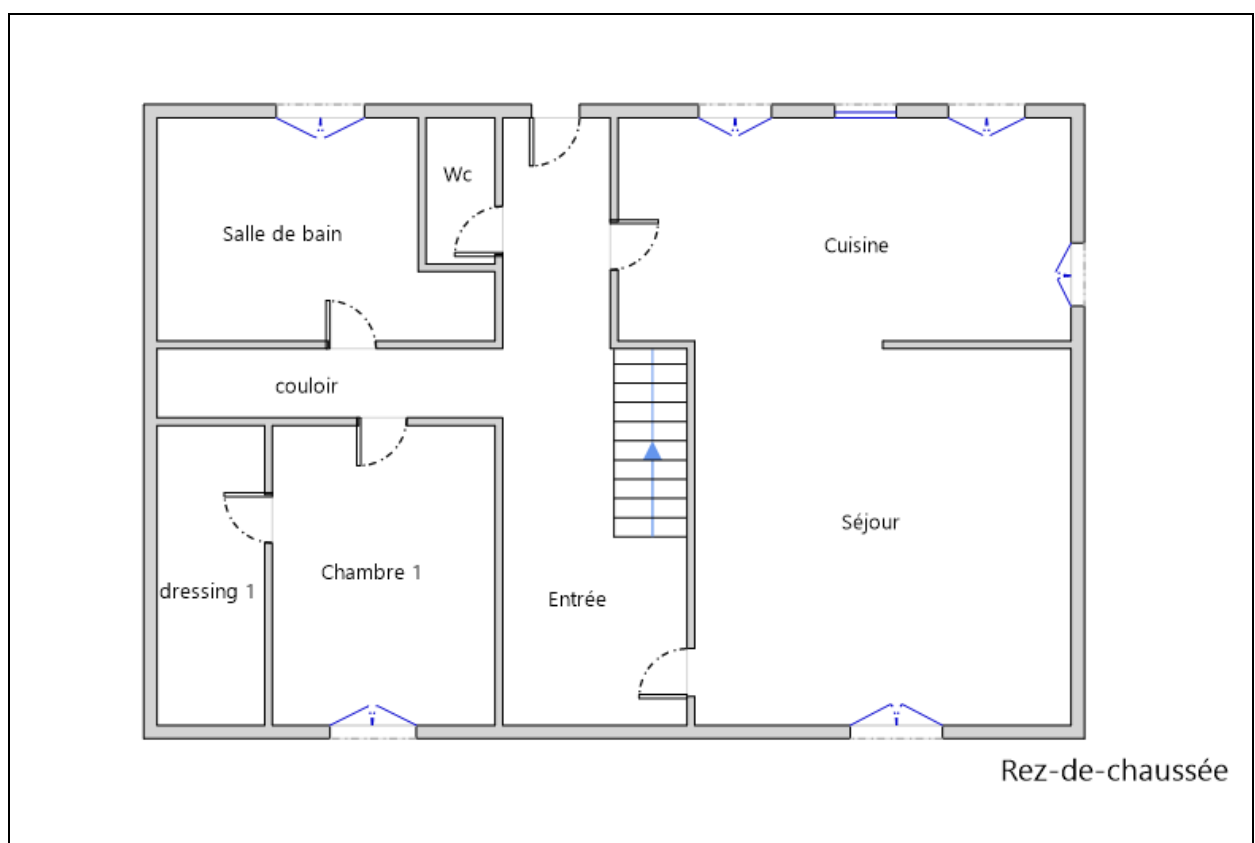 Wc
Salle de bain
Cuisine
couloir
Séjour
Chambre 1
dressing 1
Entrée
Rez-de-chaussée